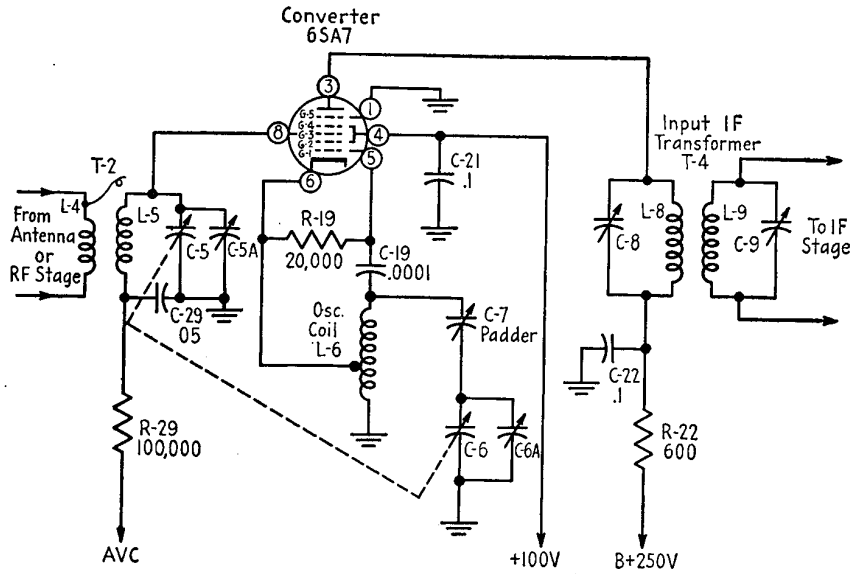 Converter
6SA7
3
1
G-5
G-4
G-3
G-2
G-1
8
4
5
6
Input IF
Transformer
T-4
T-2
C-21
.1
L-4
L-5
From
Antenna
or
RF Stage
C-5
C-5A
R-19
20,000
C-19
.0001
C-8
L-8
L-9
C-9
To IF
Stage
C-29
05
Osc.
Coil
L-6
C-7
Padder
C-22
.1
R-29
100,000
C-6
C-6A
R-22
600
AVC
+100V
B+250V